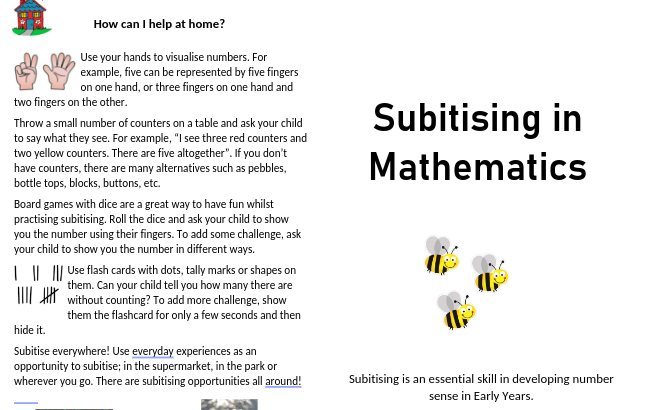 How can I help at home?
Use your hands to visualise numbers. For
example, five can be represented by five fingers
on one hand, or three fingers on one hand and
two fingers on the other.
Throw a small number of counters on a table and ask your child
to say what they see. For example, “I see three red counters and
two yellow counters. There are five altogether”. If you don’t
have counters, there are many alternatives such as pebbles,
bottle tops, blocks, buttons, etc.
Board games with dice are a great way to have fun whilst
practising subitising. Roll the dice and ask your child to show
you the number using their fingers. To add some challenge, ask
your child to show you the number in different ways.
Use flash cards with dots, tally marks or shapes on
them. Can your child tell you how many there are
without counting? To add more challenge, show
them the flashcard for only a few seconds and then
hide it.
Subitise everywhere! Use everyday experiences as an
opportunity to subitise; in the supermarket, in the park or
wherever you go. There are subitising opportunities all around!
Subitising in
Mathematics
Subitising is an essential skill in developing number
sense in Early Years.